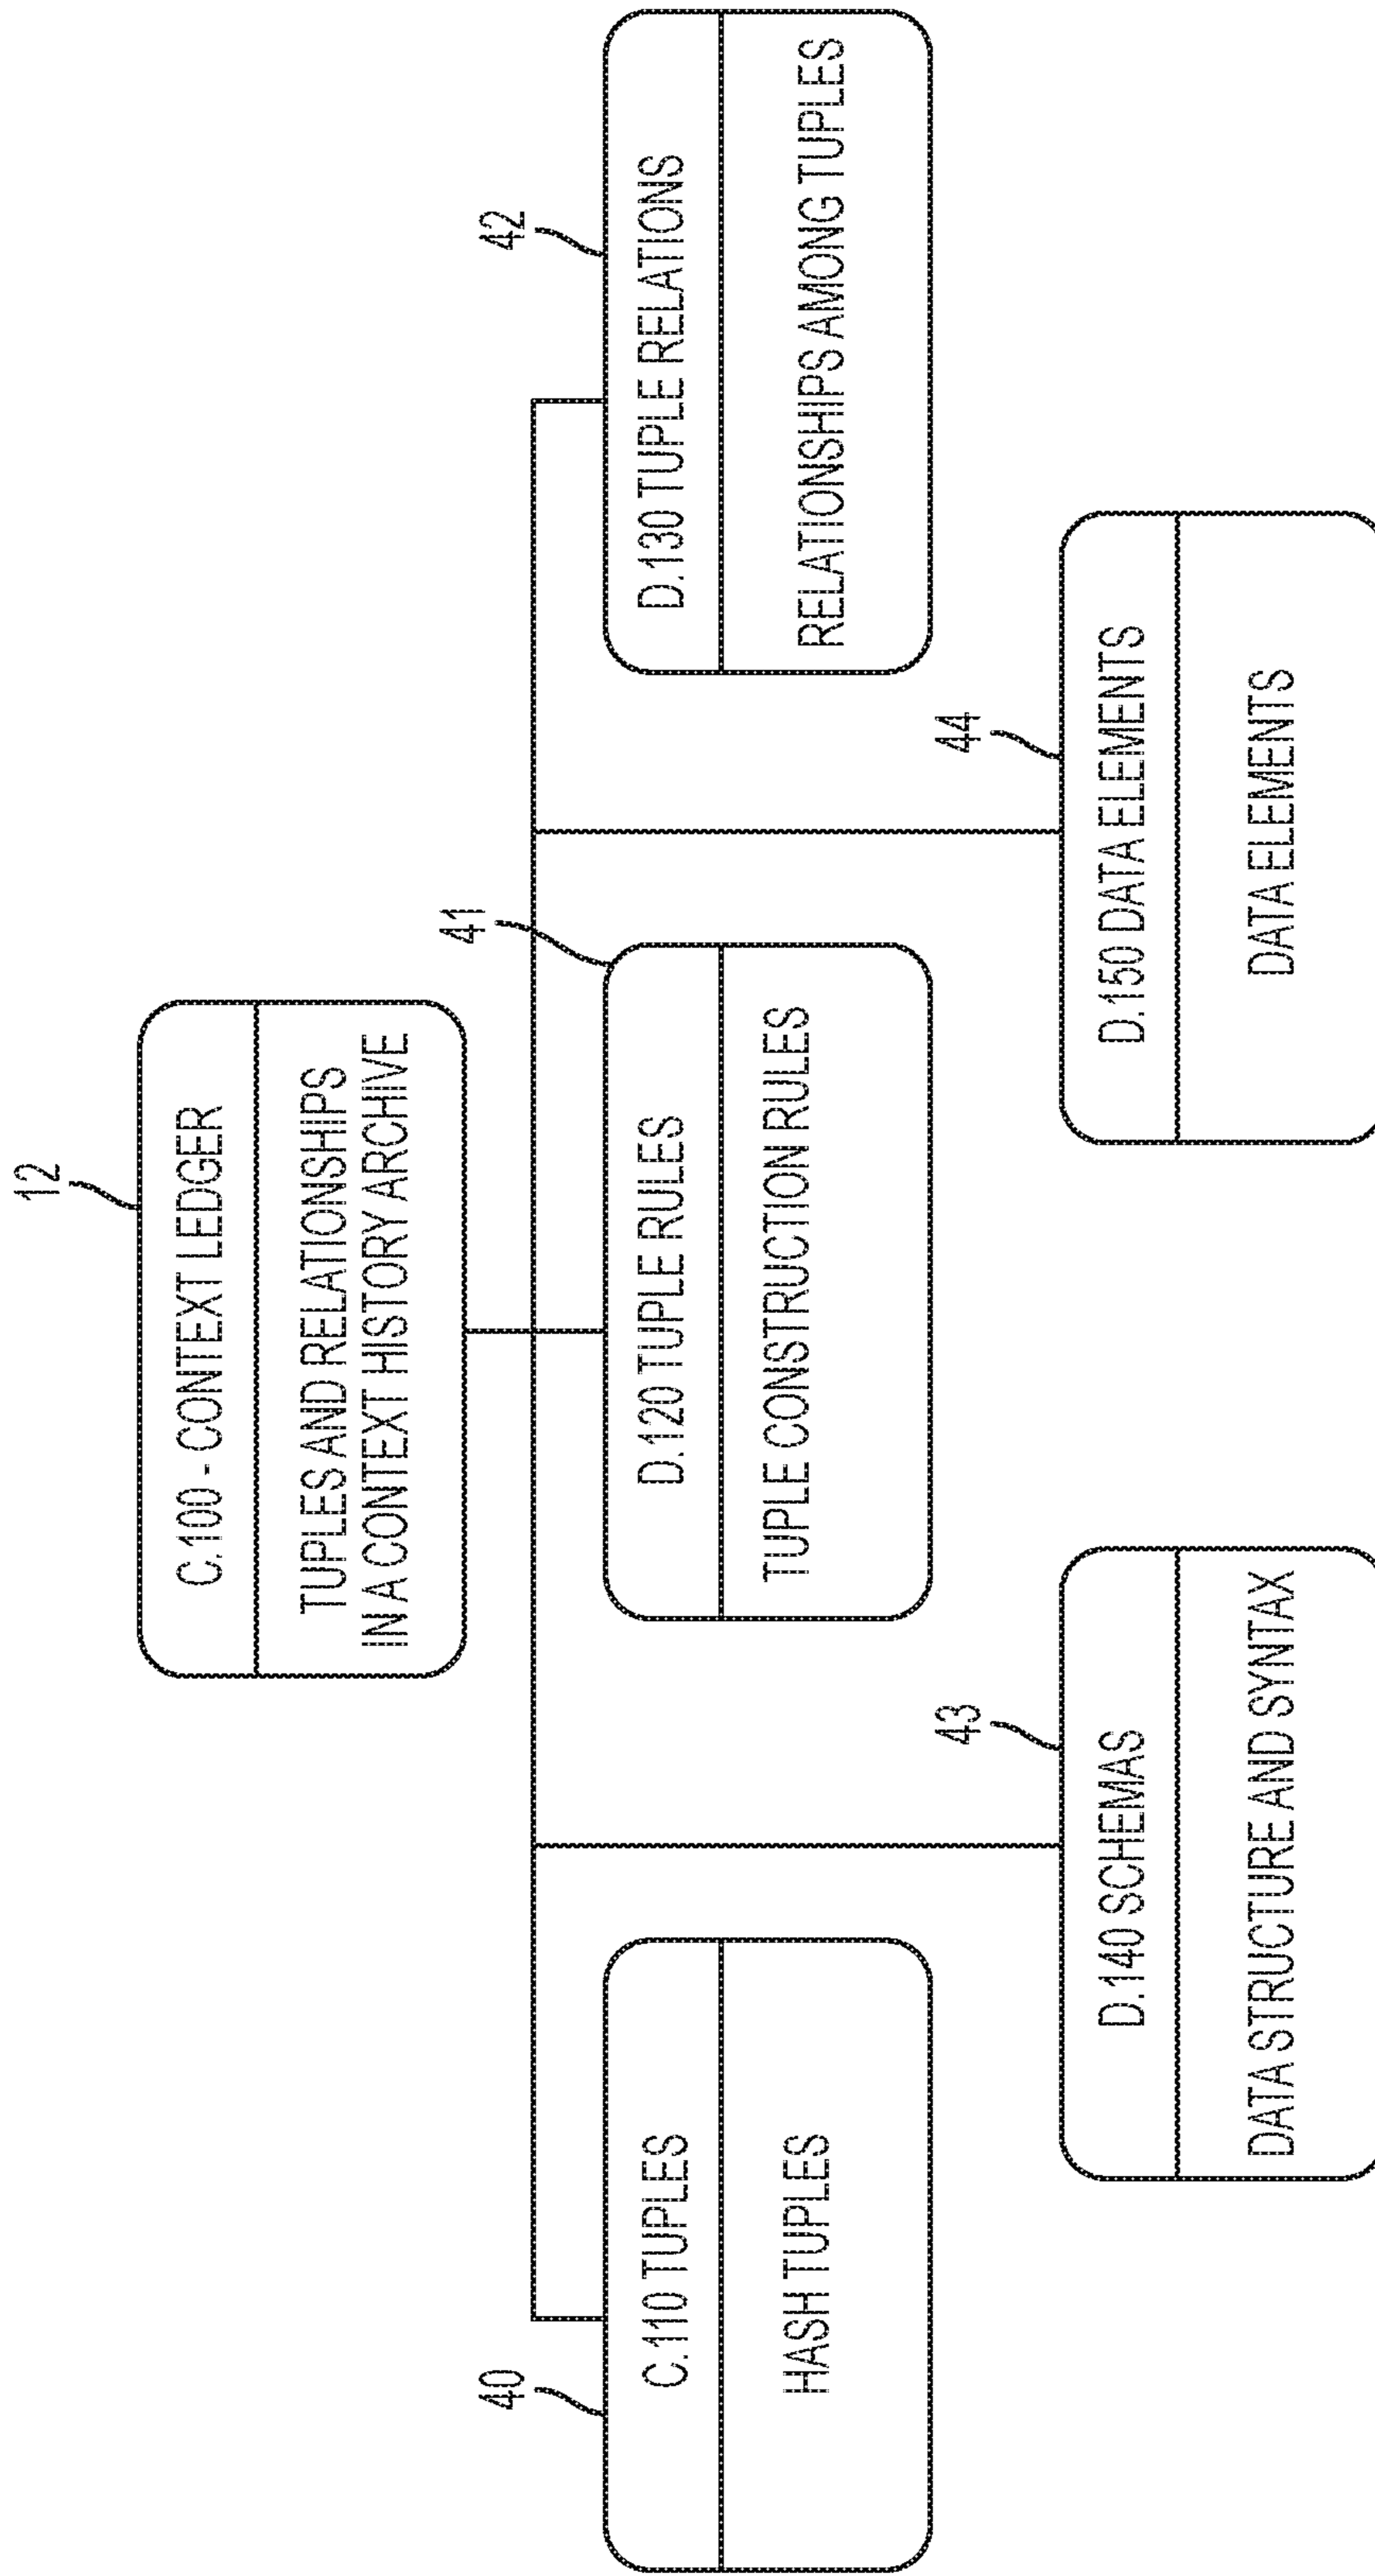 12
C.100 - CONTEXT LEDGER
TUPLES AND RELATIONSHIPS
IN A CONTEXT HISTORY ARCHIVE
40
C.110 TUPLES
HASH TUPLES
41
D.120 TUPLE RULES
TUPLE CONSTRUCTION RULES
42
D.130 TUPLE RELATIONS
RELATIONSHIPS AMONG TUPLES
43
D.140 SCHEMAS
DATA STRUCTURE AND SYNTAX
44
D.150 DATA ELEMENTS
DATA ELEMENTS